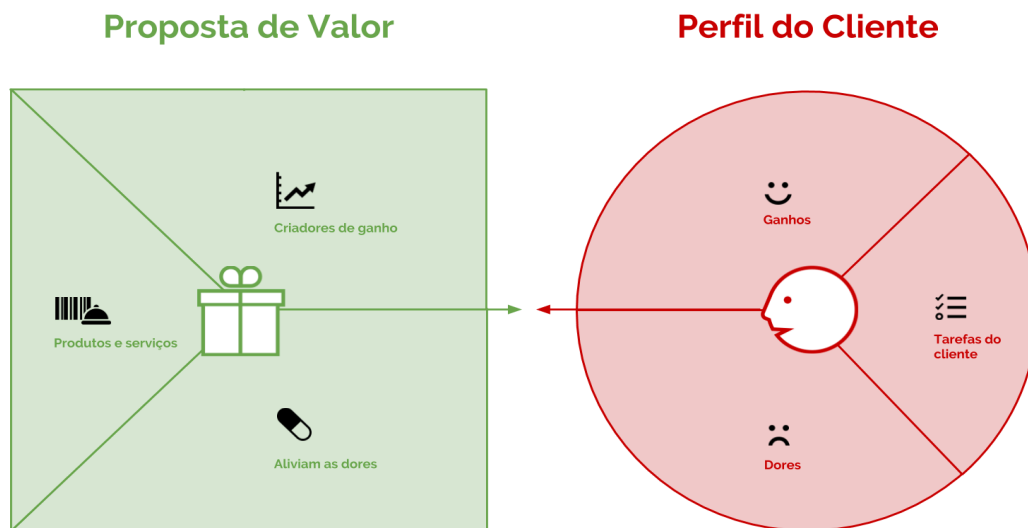 Proposta de Valor
Perfil do Cliente
Criadores de ganho
Produtos e serviços
Aliviam as dores
Ganhos
Tarefas do
cliente
Dores